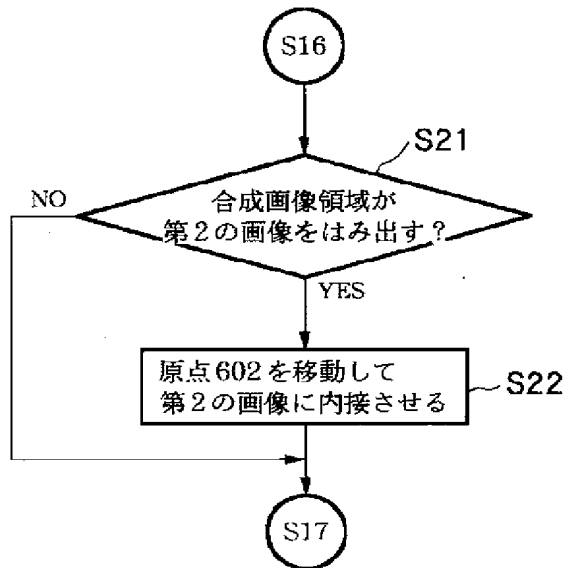 S16
S21
合成画像領域が
第2の画像をはみ出す?
NO
YES
原点602を移動して
第2の画像に内接させる
S22
S17